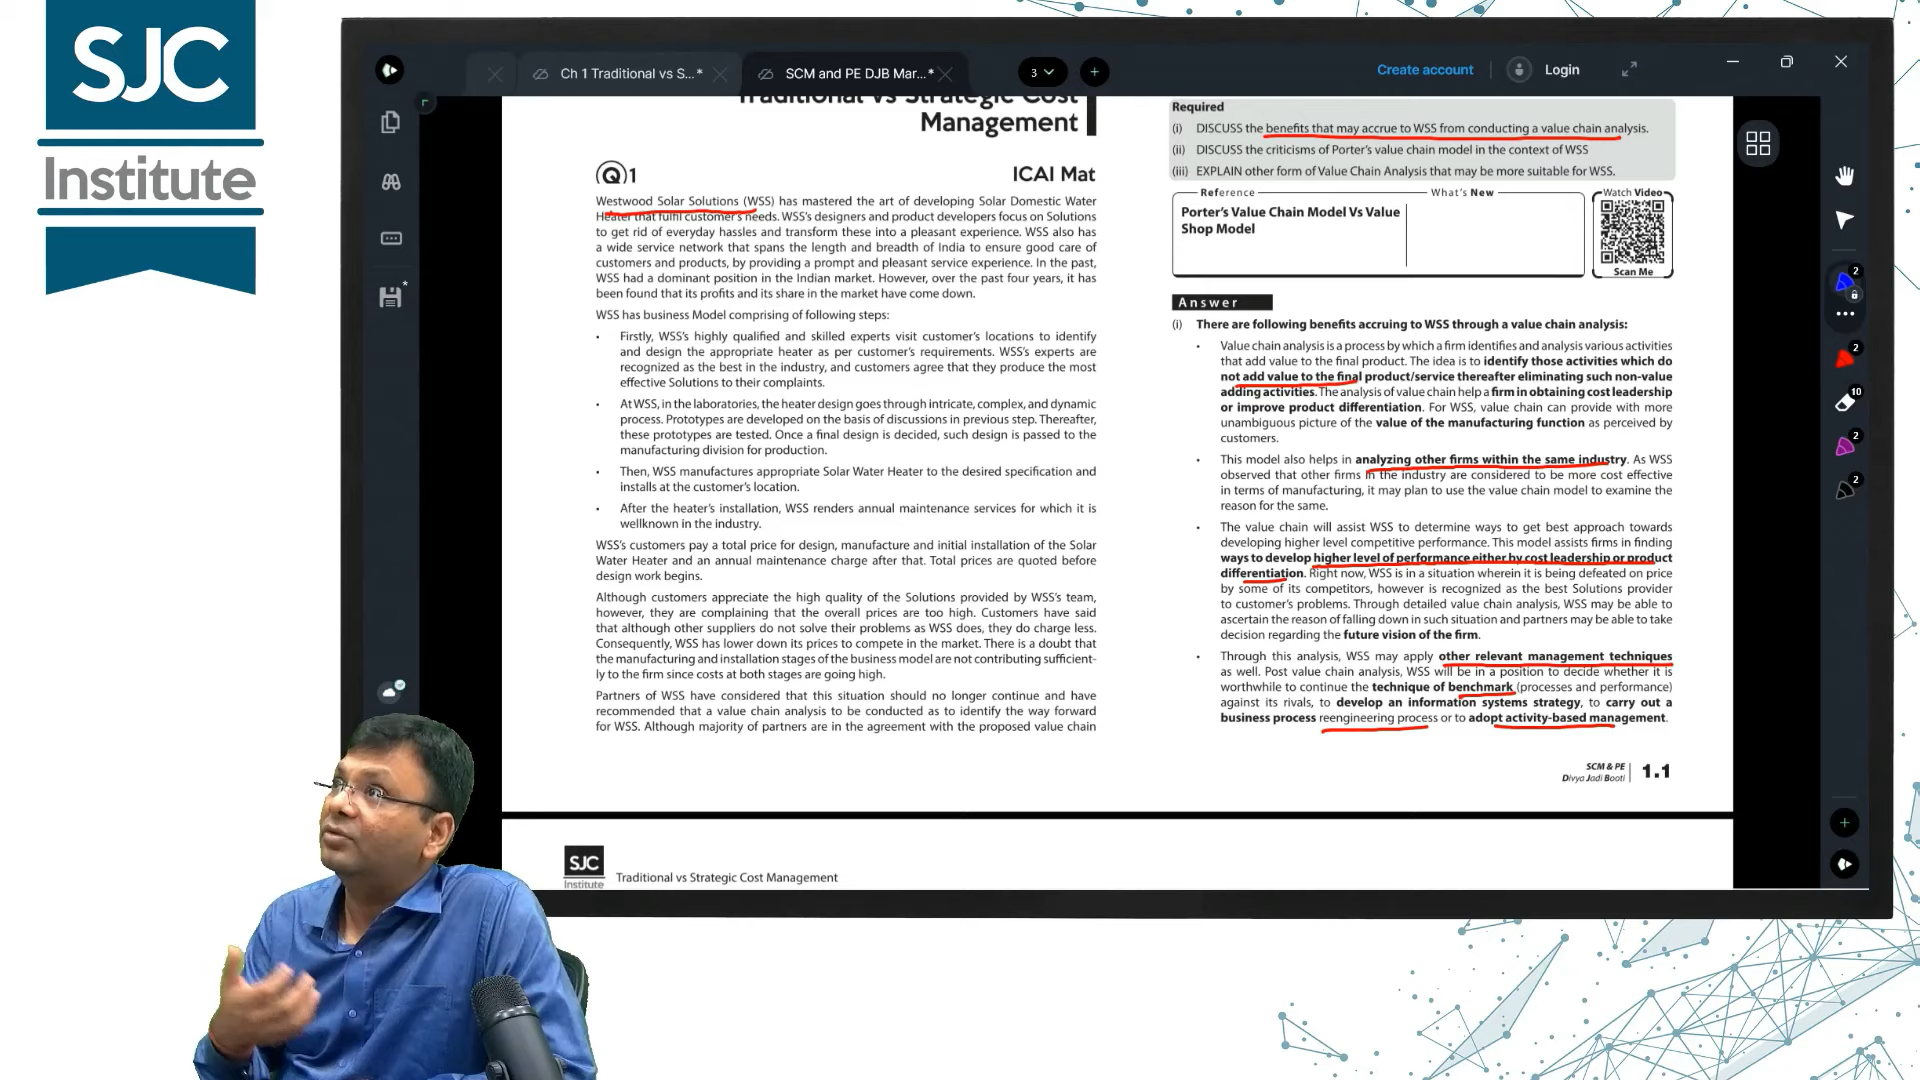 SJC
Institute
Ch 1 Traditional vs S...*
SCM and PE DJB Mar...*
3
Create account
Login
Traditional vs Strategic Cost
Management
Q1
ICAI Mat
Westwood Solar Solutions (WSS) has mastered the art of developing Solar Domestic Water
Heater that fulfil customer's needs. WSS's designers and product developers focus on Solutions
to get rid of everyday hassles and transform these into a pleasant experience. WSS also has
a wide service network that spans the length and breadth of India to ensure good care of
customers and products, by providing a prompt and pleasant service experience. In the past,
WSS had a dominant position in the Indian market. However, over the past four years, it has
been found that its profits and its share in the market have come down.
WSS has business Model comprising of following steps:
• Firstly, WSS's highly qualified and skilled experts visit customer's locations to identify
and design the appropriate heater as per customer's requirements. WSS's experts are
recognized as the best in the industry, and customers agree that they produce the most
effective Solutions to their complaints.
• At WSS, in the laboratories, the heater design goes through intricate, complex, and dynamic
process. Prototypes are developed on the basis of discussions in previous step. Thereafter,
these prototypes are tested. Once a final design is decided, such design is passed to the
manufacturing division for production.
• Then, WSS manufactures appropriate Solar Water Heater to the desired specification and
installs at the customer's location.
• After the heater's installation, WSS renders annual maintenance services for which it is
wellknown in the industry.
WSS's customers pay a total price for design, manufacture and initial installation of the Solar
Water Heater and an annual maintenance charge after that. Total prices are quoted before
design work begins.
Although customers appreciate the high quality of the Solutions provided by WSS's team,
however, they are complaining that the overall prices are too high. Customers have said
that although other suppliers do not solve their problems as WSS does, they do charge less.
Consequently, WSS has lower down its prices to compete in the market. There is a doubt that
the manufacturing and installation stages of the business model are not contributing sufficient-
ly to the firm since costs at both stages are going high.
Partners of WSS have considered that this situation should no longer continue and have
recommended that a value chain analysis to be conducted as to identify the way forward
for WSS. Although majority of partners are in the agreement with the proposed value chain
Required
(i) DISCUSS the benefits that may accrue to WSS from conducting a value chain analysis.
(ii) DISCUSS the criticisms of Porter's value chain model in the context of WSS
(iii) EXPLAIN other form of Value Chain Analysis that may be more suitable for WSS.
Reference
What's New
Watch Video
Porter's Value Chain Model Vs Value
Shop Model
Scan Me
Answer
(i) There are following benefits accruing to WSS through a value chain analysis:
• Value chain analysis is a process by which a firm identifies and analysis various activities
that add value to the final product. The idea is to identify those activities which do
not add value to the final product/service thereafter eliminating such non-value
adding activities. The analysis of value chain help a firm in obtaining cost leadership
or improve product differentiation. For WSS, value chain can provide with more
unambiguous picture of the value of the manufacturing function as perceived by
customers.
• This model also helps in analyzing other firms within the same industry. As WSS
observed that other firms in the industry are considered to be more cost effective
in terms of manufacturing, it may plan to use the value chain model to examine the
reason for the same.
• The value chain will assist WSS to determine ways to get best approach towards
developing higher level competitive performance. This model assists firms in finding
ways to develop higher level of performance either by cost leadership or product
differentiation. Right now, WSS is in a situation wherein it is being defeated on price
by some of its competitors, however is recognized as the best Solutions provider
to customer's problems. Through detailed value chain analysis, WSS may be able to
ascertain the reason of falling down in such situation and partners may be able to take
decision regarding the future vision of the firm.
• Through this analysis, WSS may apply other relevant management techniques
as well. Post value chain analysis, WSS will be in a position to decide whether it is
worthwhile to continue the technique of benchmark (processes and performance)
against its rivals, to develop an information systems strategy, to carry out a
business process reengineering process or to adopt activity-based management.
SCM & PE
Divya Jadi Booti
1.1
SJC
Institute
Traditional vs Strategic Cost Management
2
2
10
2
2